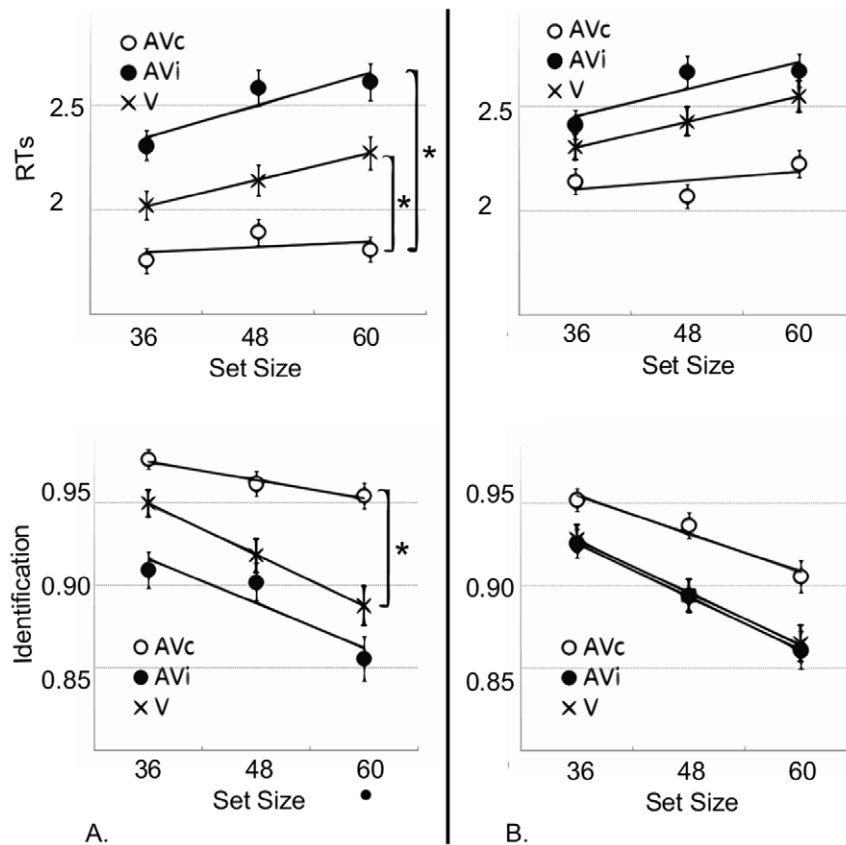 AVc
AVi
V
RTs
2.5
2
*
*
36 48 60
Set Size
AVc
AVi
V
2.5
2
36 48 60
Set Size
Identification
0.95
0.90
0.85
*
AVc
AVi
V
36 48 60
Set Size
A.
0.95
0.90
0.85
AVc
AVi
V
36 48 60
Set Size
B.